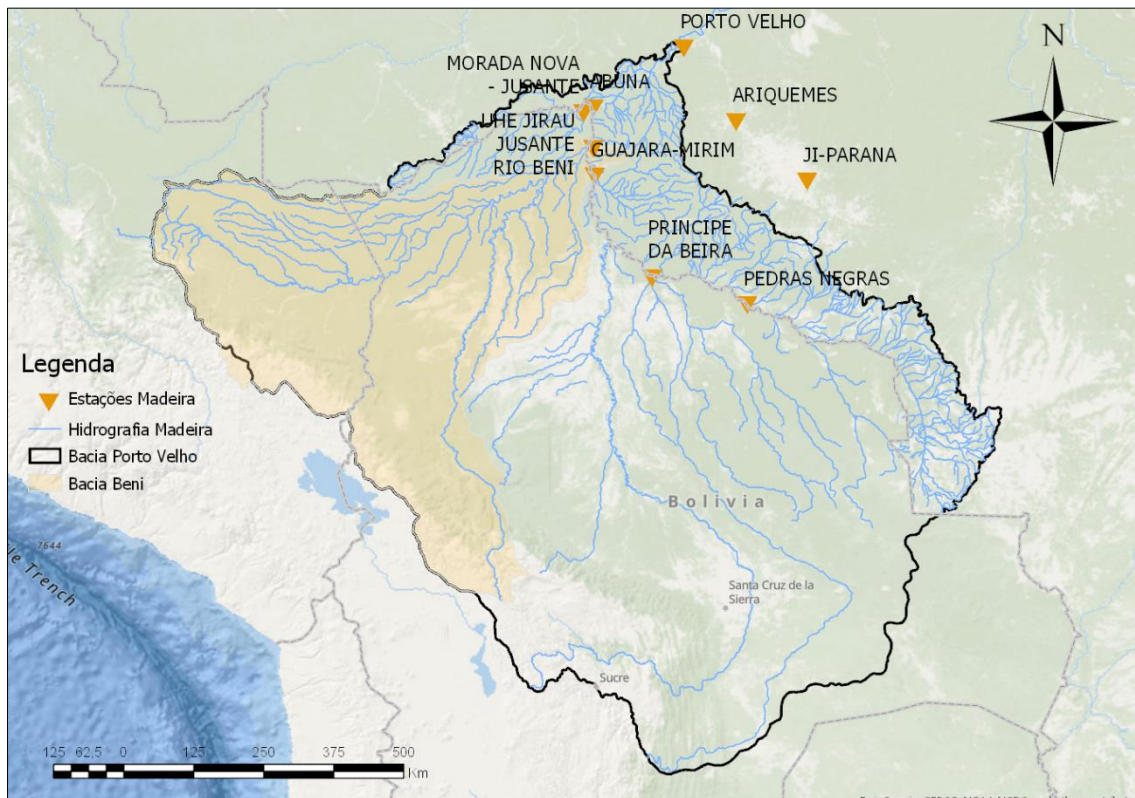 PORTO VELHO
N
MORADA NOVA
- JUSANTE
ABUNA
ARIQUEMES
UHE JIRAU
JUSANTE
GUAJARA-MIRIM
RIO BENI
JI-PARANA
PRINCIPE
DA BEIRA
PEDRAS NEGRAS
Legenda
Estações Madeira
Hidrografia Madeira
Bacia Porto Velho
Bacia Beni
Bolivia
7644
le Trench
Santa Cruz de la
Sierra
Sucre
125 62,5 0 125 250 375 500
Km